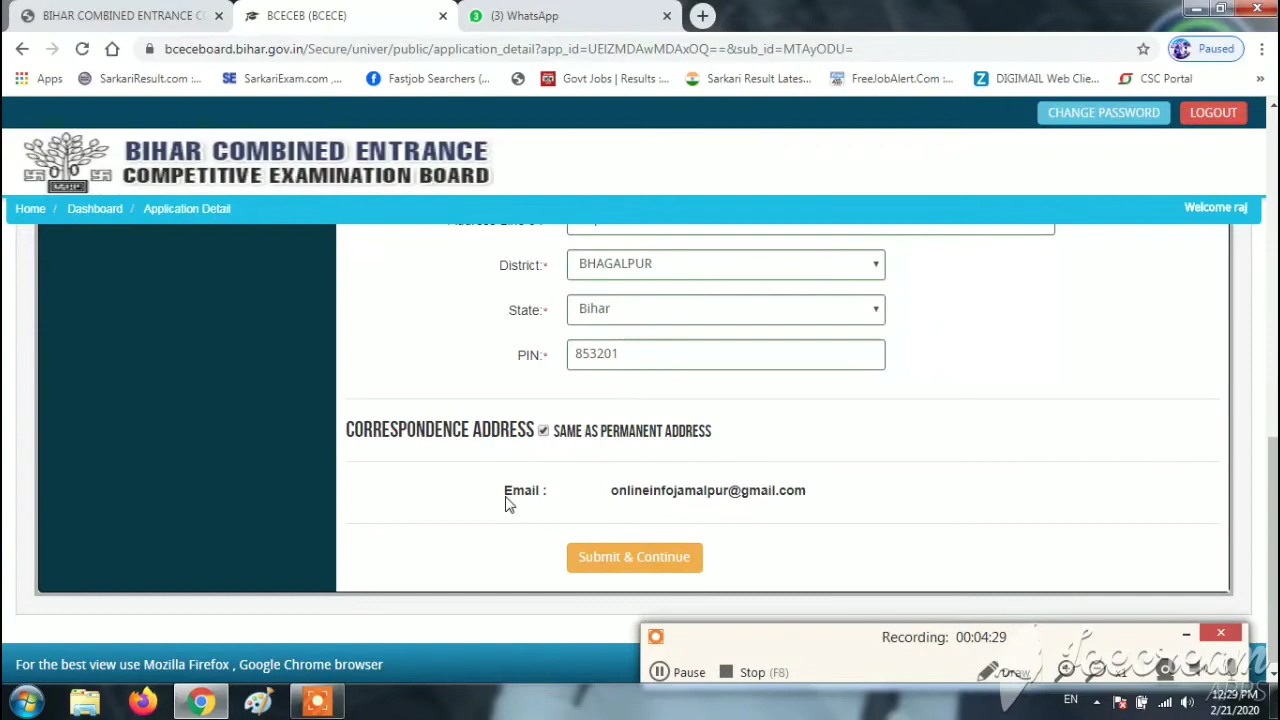 BIHAR COMBINED ENTRANCE CO
BCECEB (BCECE)
(3) WhatsApp
bceceboard.bihar.gov.in/Secure/univer/public/application_detail?app_id=UEIZMDAwMDAxOQ==&sub_id=MTAyODU=
Paused
Apps
SarkariResult.com :...
SarkariExam.com ,...
Fastjob Searchers (...
Govt Jobs | Results :...
Sarkari Result Lates...
FreeJobAlert.Com :...
DIGIMAIL Web Clie...
CSC Portal
»
CHANGE PASSWORD
LOGOUT
BIHAR COMBINED ENTRANCE
COMPETITIVE EXAMINATION BOARD
Home / Dashboard / Application Detail
Welcome raj
District:* BHAGALPUR
State:* Bihar
PIN:* 853201
CORRESPONDENCE ADDRESS SAME AS PERMANENT ADDRESS
Email : onlineinfojamalpur@gmail.com
Submit & Continue
Recording: 00:04:29
For the best view use Mozilla Firefox , Google Chrome browser
Pause
Stop (F8)
Draw
x1
Icecream
APPS
EN
12:29 PM
2/21/2020